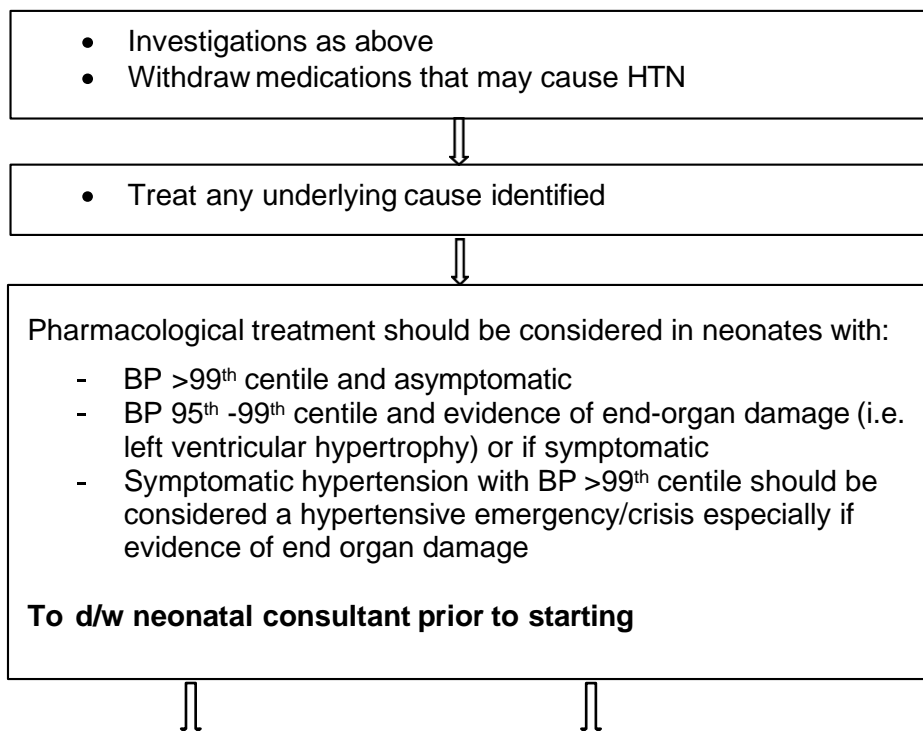 • Investigations as above
• Withdraw medications that may cause HTN
• Treat any underlying cause identified
Pharmacological treatment should be considered in neonates with:
- BP >99th centile and asymptomatic
- BP 95th -99th centile and evidence of end-organ damage (i.e.
left ventricular hypertrophy) or if symptomatic
- Symptomatic hypertension with BP >99th centile should be
considered a hypertensive emergency/crisis especially if
evidence of end organ damage
To d/w neonatal consultant prior to starting